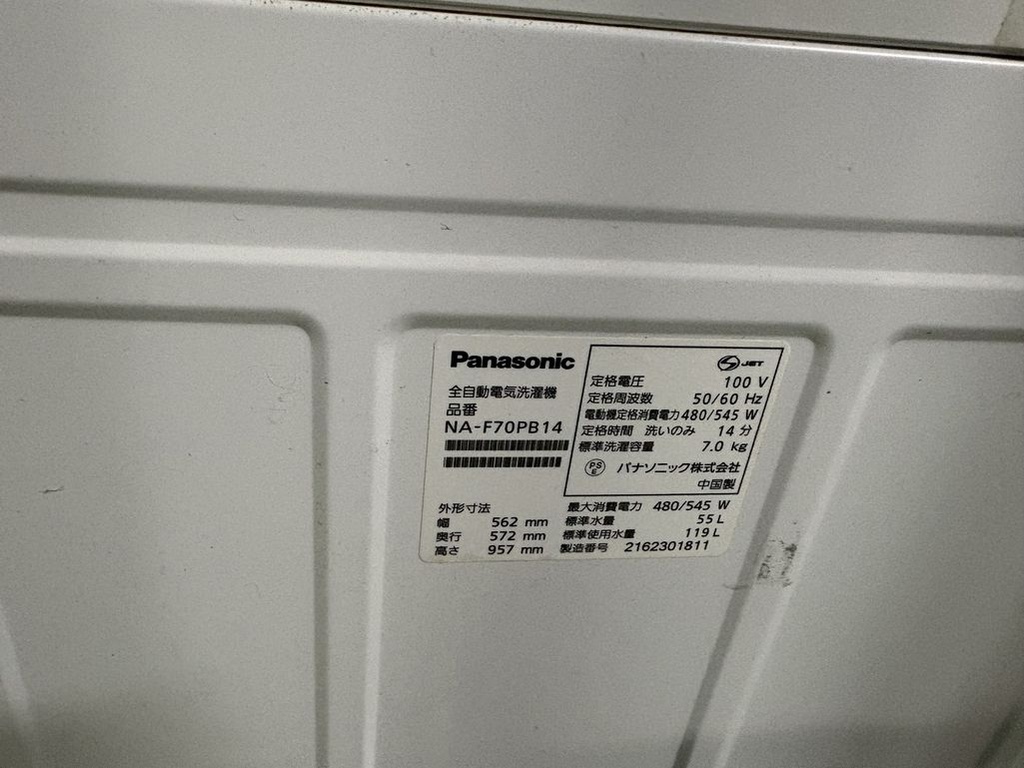 Panasonic
全自動電気洗濯機
品番
NA-F70PB14
JET
定格電圧 100 V
定格周波数 50/60 Hz
電動機定格消費電力 480/545 W
定格時間 洗いのみ 14 分
標準洗濯容量 7.0 kg
PSE パナソニック株式会社
中国製
外形寸法
幅 562 mm
奥行 572 mm
高さ 957 mm
最大消費電力 480/545 W
標準水量 55 L
標準使用水量 119 L
製造番号 2162301811